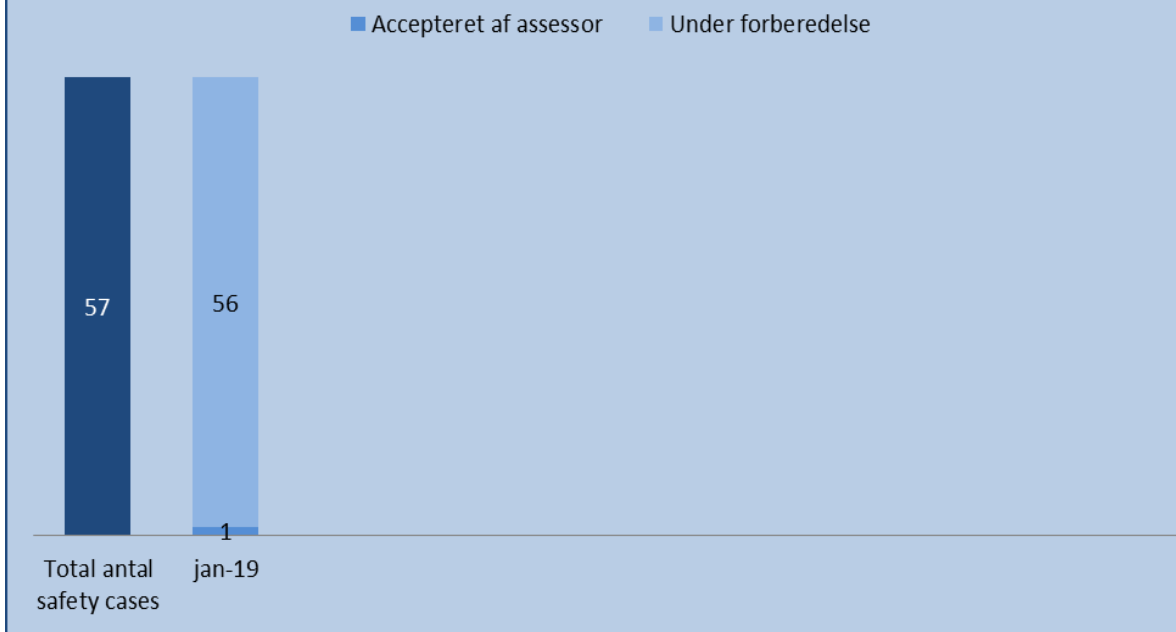 Accepteret af assessor Under forberedelse
57 56
1
Total antal jan-19
safety cases